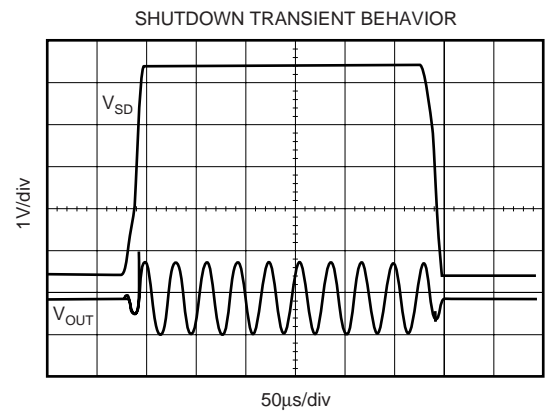 SHUTDOWN TRANSIENT BEHAVIOR
V_SD
1V/div
V_OUT
50μs/div